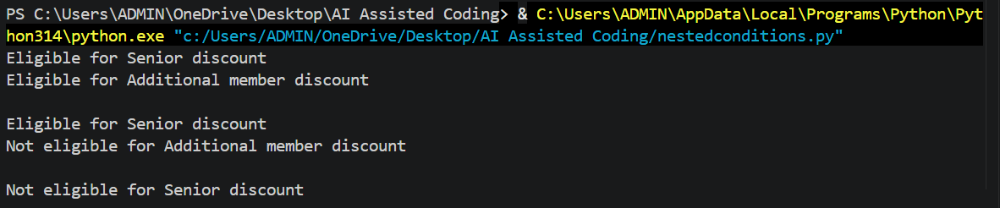 PS C:\Users\ADMIN\OneDrive\Desktop\AI Assisted Coding> & C:\Users\ADMIN\AppData\Local\Programs\Python\Pyt
hon314\python.exe "c:/Users/ADMIN/OneDrive/Desktop/AI Assisted Coding/nestedconditions.py"
Eligible for Senior discount
Eligible for Additional member discount
Eligible for Senior discount
Not eligible for Additional member discount
Not eligible for Senior discount